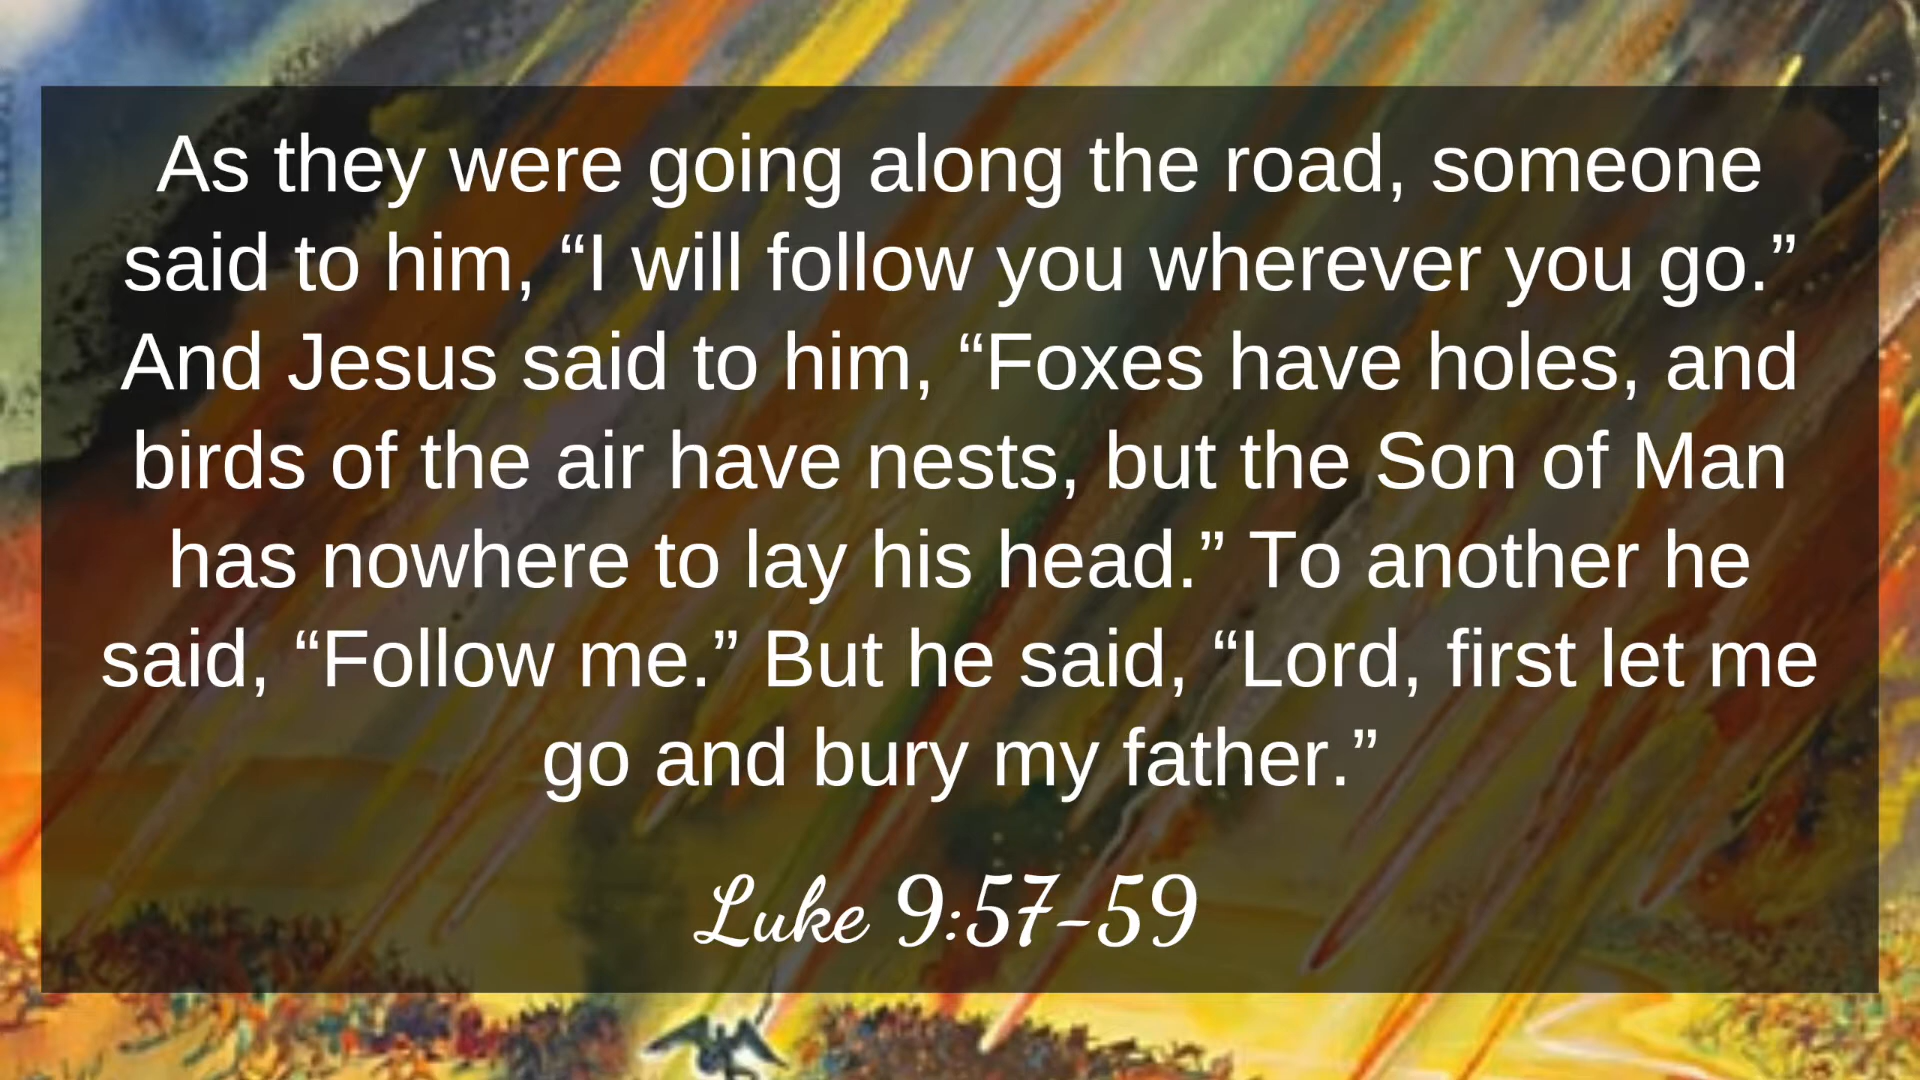 As they were going along the road, someone
said to him, “I will follow you wherever you go.”
And Jesus said to him, “Foxes have holes, and
birds of the air have nests, but the Son of Man
has nowhere to lay his head.” To another he
said, “Follow me.” But he said, “Lord, first let me
go and bury my father.”
Luke 9:57-59